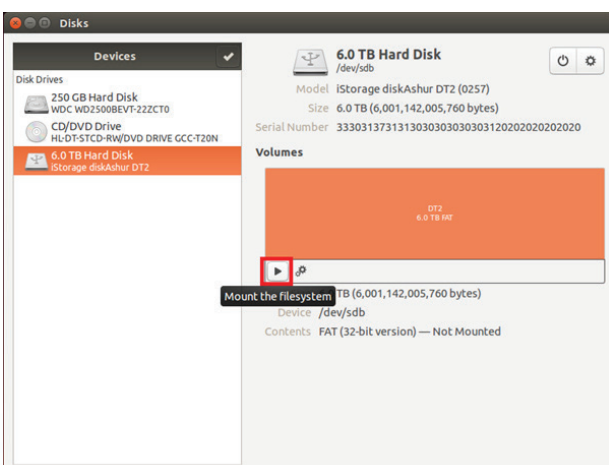 Disks
Devices
Disk Drives
250 GB Hard Disk
WDC WD2500BEVT-22ZCT0
CD/DVD Drive
HL-DT-STCD-RW/DVD DRIVE GCC-T20N
6.0 TB Hard Disk
iStorage diskAshur DT2
6.0 TB Hard Disk
/dev/sdb
Model iStorage diskAshur DT2 (0257)
Size 6.0 TB (6,001,142,005,760 bytes)
Serial Number
Volumes
DT2
6.0 TB FAT
Mount the filesystem
TB (6,001,142,005,760 bytes)
Device /dev/sdb
Contents FAT (32-bit version) — Not Mounted